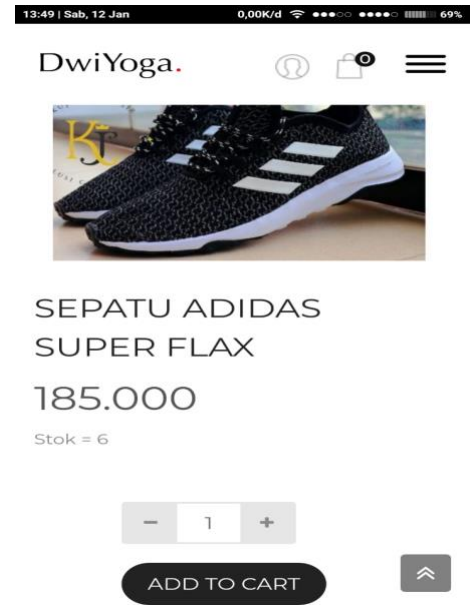 13:49 | Sab, 12 Jan 0,00K/d 69%
DwiYoga. 0
KJ
SEPATU ADIDAS
SUPER FLAX
185.000
Stok = 6
− 1 +
ADD TO CART